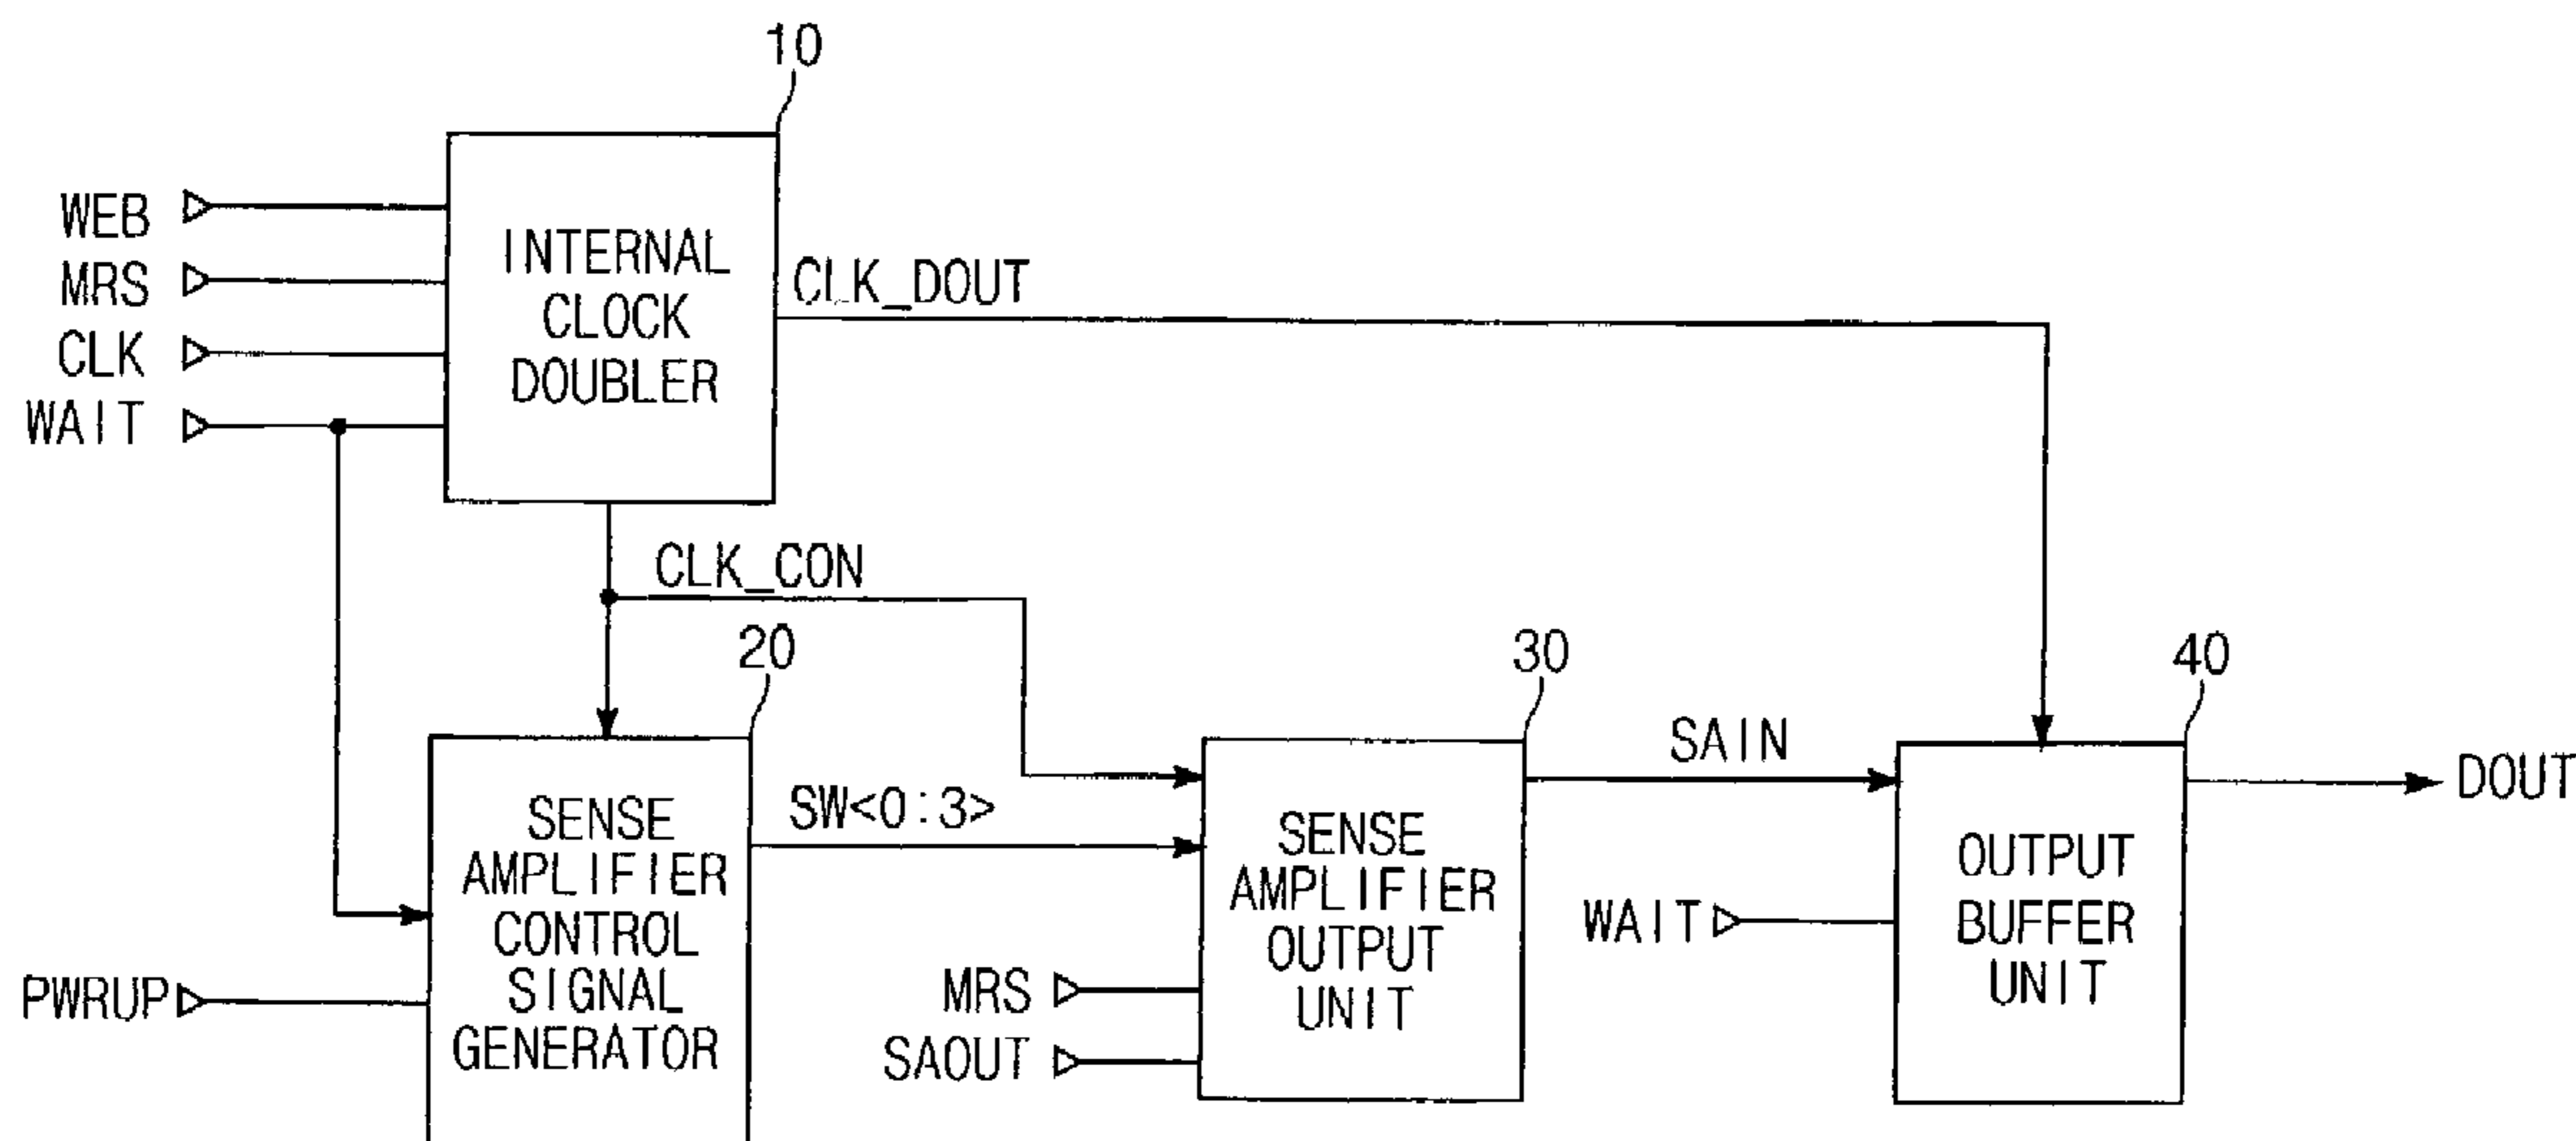 10
WEB
MRS
CLK
WAIT
INTERNAL
CLOCK
DOUBLER
CLK_DOUT
CLK_CON
20
30
40
SENSE
AMPLIFIER
CONTROL
SIGNAL
GENERATOR
PWRUP
SW<0:3>
SENSE
AMPLIFIER
OUTPUT
UNIT
MRS
SAOUT
SAIN
WAIT
OUTPUT
BUFFER
UNIT
DOUT